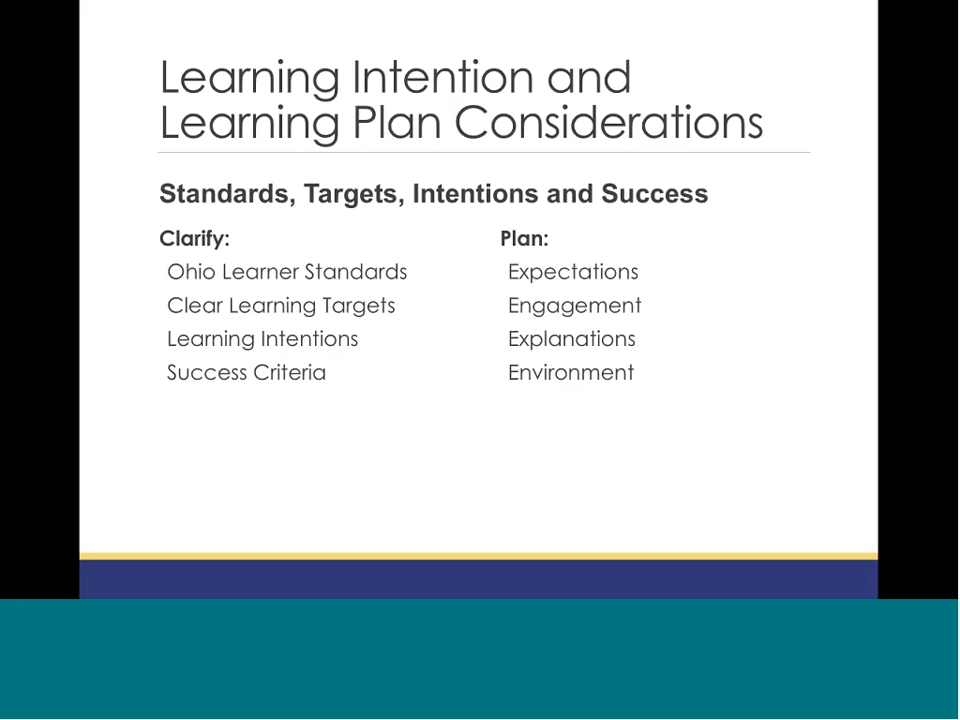 Learning Intention and
Learning Plan Considerations
Standards, Targets, Intentions and Success
Clarify:
Ohio Learner Standards
Clear Learning Targets
Learning Intentions
Success Criteria
Plan:
Expectations
Engagement
Explanations
Environment